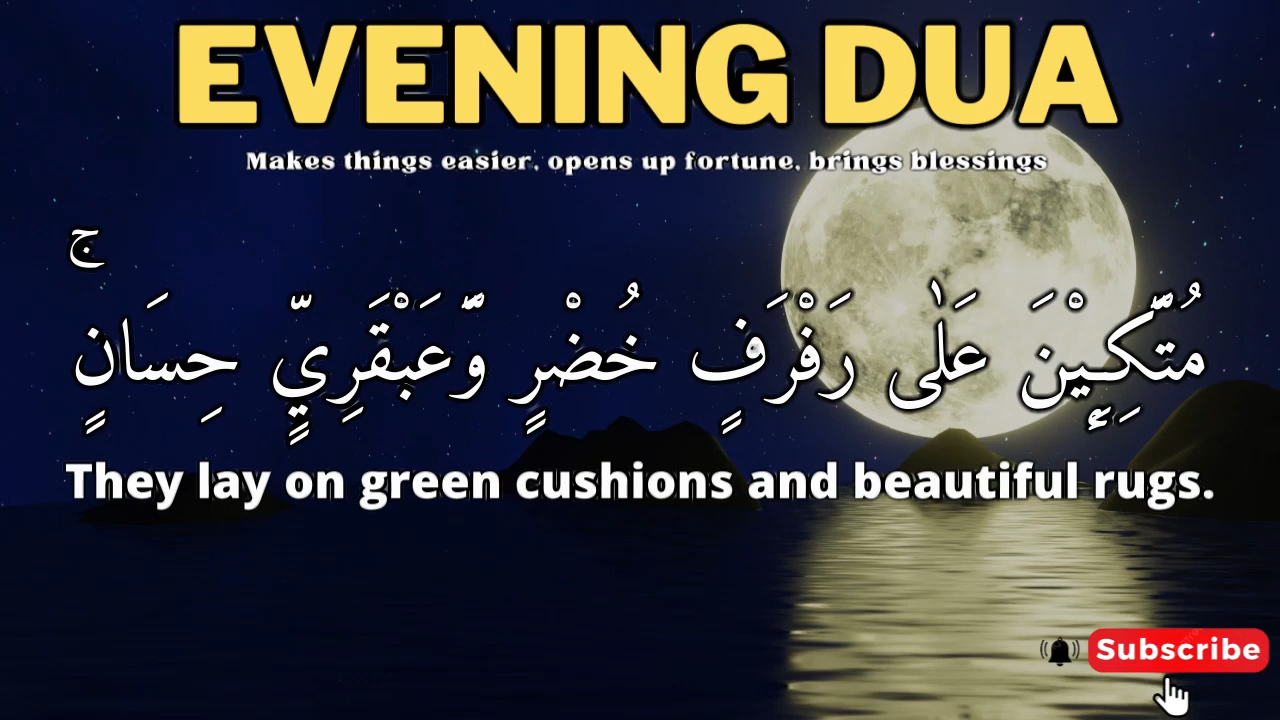 EVENING DUA
Makes things easier, opens up fortune, brings blessings
مُتَّكِـِٕيْنَ عَلٰى رَفْرَفٍ خُضْرٍ وَّعَبْقَرِيٍّ حِسَانٍۚ
They lay on green cushions and beautiful rugs.
Subscribe